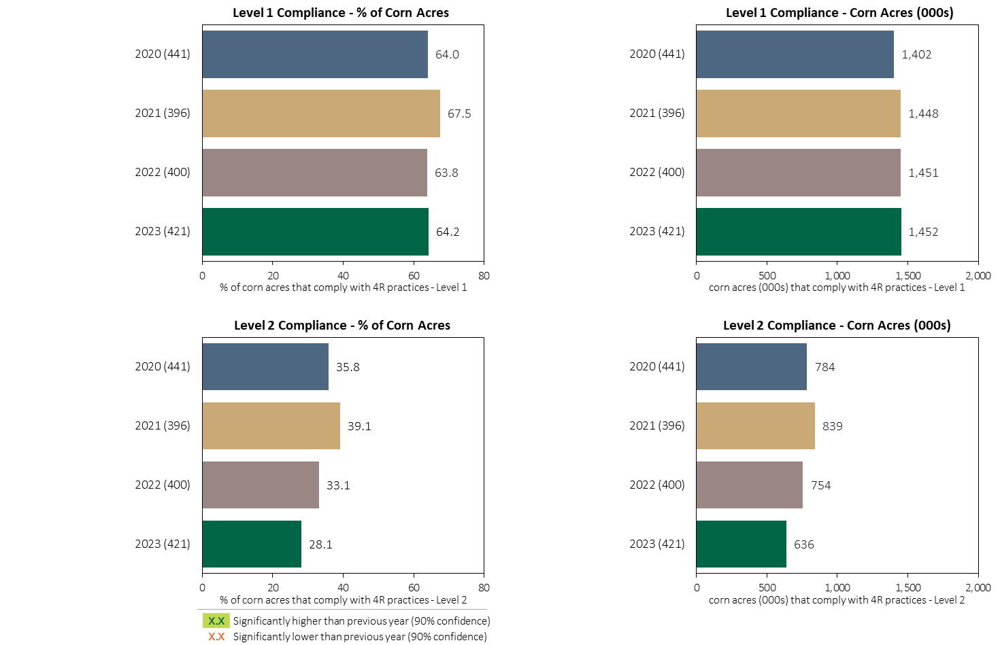 Level 1 Compliance - % of Corn Acres
2020 (441)
64.0
2021 (396)
67.5
2022 (400)
63.8
2023 (421)
64.2
0 20 40 60 80
% of corn acres that comply with 4R practices - Level 1
Level 1 Compliance - Corn Acres (000s)
2020 (441)
1,402
2021 (396)
1,448
2022 (400)
1,451
2023 (421)
1,452
0 500 1,000 1,500 2,000
corn acres (000s) that comply with 4R practices - Level 1
Level 2 Compliance - % of Corn Acres
2020 (441)
35.8
2021 (396)
39.1
2022 (400)
33.1
2023 (421)
28.1
0 20 40 60 80
% of corn acres that comply with 4R practices - Level 2
Level 2 Compliance - Corn Acres (000s)
2020 (441)
784
2021 (396)
839
2022 (400)
754
2023 (421)
636
0 500 1,000 1,500 2,000
corn acres (000s) that comply with 4R practices - Level 2
X.X Significantly higher than previous year (90% confidence)
X.X Significantly lower than previous year (90% confidence)